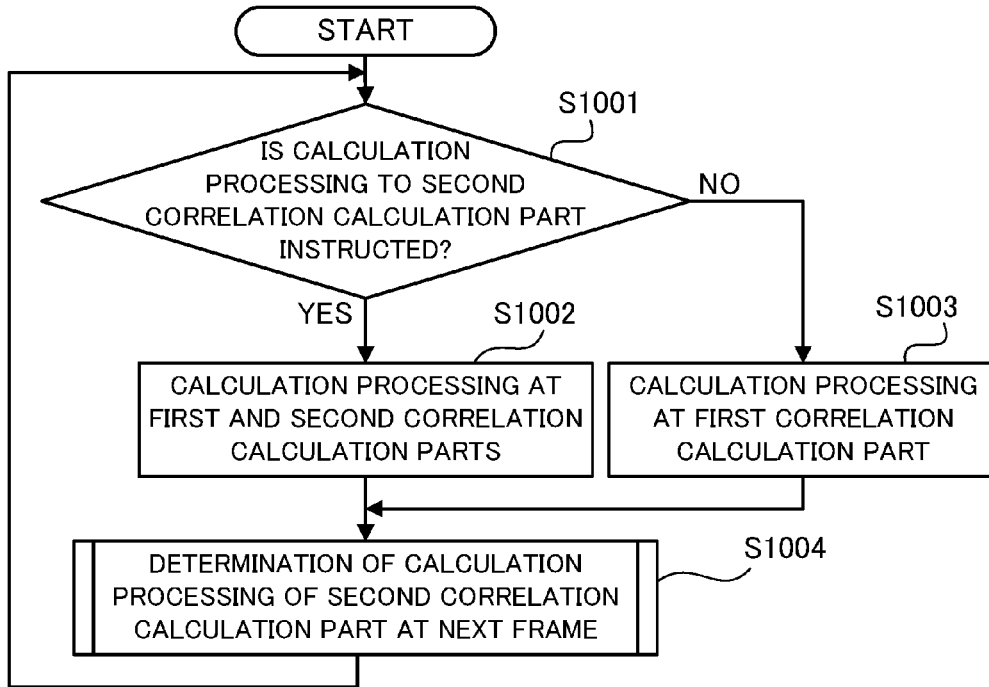 START
S1001
IS CALCULATION
PROCESSING TO SECOND
CORRELATION CALCULATION PART
INSTRUCTED?
NO
YES
S1002
CALCULATION PROCESSING AT
FIRST AND SECOND CORRELATION
CALCULATION PARTS
S1003
CALCULATION PROCESSING
AT FIRST CORRELATION
CALCULATION PART
S1004
DETERMINATION OF CALCULATION
PROCESSING OF SECOND CORRELATION
CALCULATION PART AT NEXT FRAME